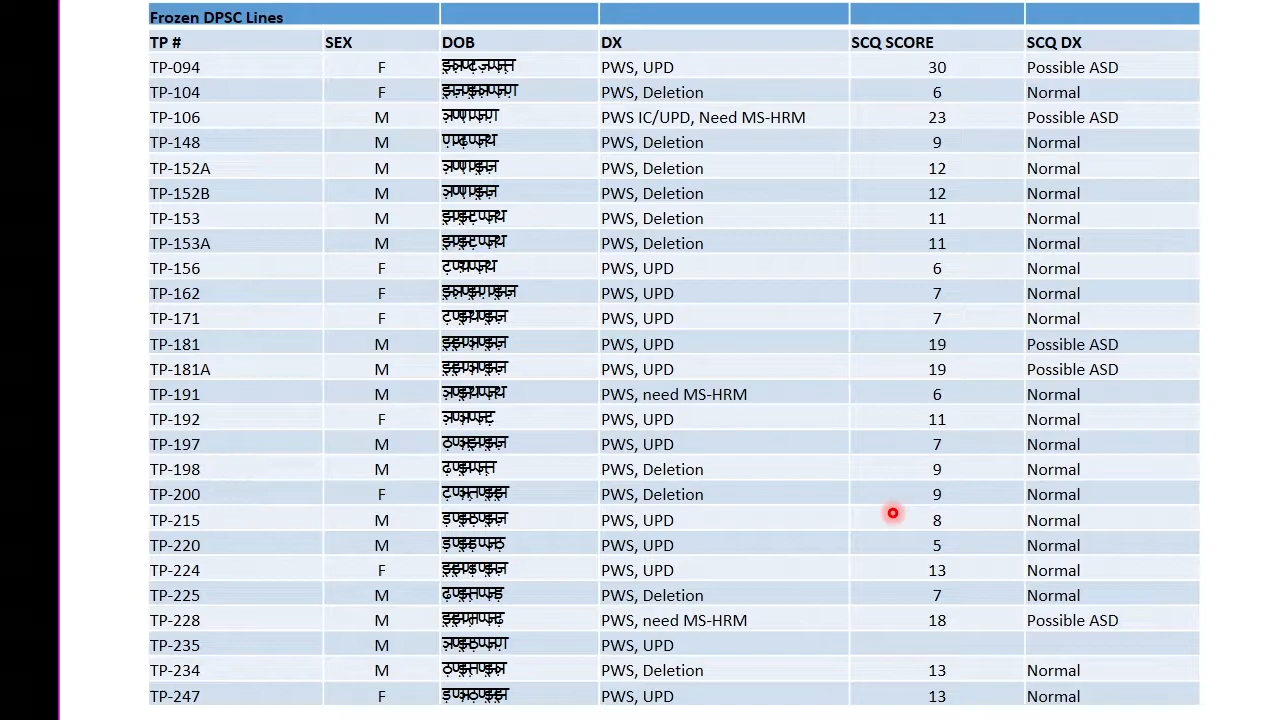 Frozen DPSC Lines
TP # SEX DOB DX SCQ SCORE SCQ DX
TP-094 F PWS, UPD 30 Possible ASD
TP-104 F PWS, Deletion 6 Normal
TP-106 M PWS IC/UPD, Need MS-HRM 23 Possible ASD
TP-148 M PWS, Deletion 9 Normal
TP-152A M PWS, Deletion 12 Normal
TP-152B M PWS, Deletion 12 Normal
TP-153 M PWS, Deletion 11 Normal
TP-153A M PWS, Deletion 11 Normal
TP-156 F PWS, UPD 6 Normal
TP-162 F PWS, UPD 7 Normal
TP-171 F PWS, UPD 7 Normal
TP-181 M PWS, UPD 19 Possible ASD
TP-181A M PWS, UPD 19 Possible ASD
TP-191 M PWS, need MS-HRM 6 Normal
TP-192 F PWS, UPD 11 Normal
TP-197 M PWS, UPD 7 Normal
TP-198 M PWS, Deletion 9 Normal
TP-200 F PWS, Deletion 9 Normal
TP-215 M PWS, UPD 8 Normal
TP-220 M PWS, UPD 5 Normal
TP-224 F PWS, UPD 13 Normal
TP-225 M PWS, Deletion 7 Normal
TP-228 M PWS, need MS-HRM 18 Possible ASD
TP-235 M PWS, UPD
TP-234 M PWS, Deletion 13 Normal
TP-247 F PWS, UPD 13 Normal